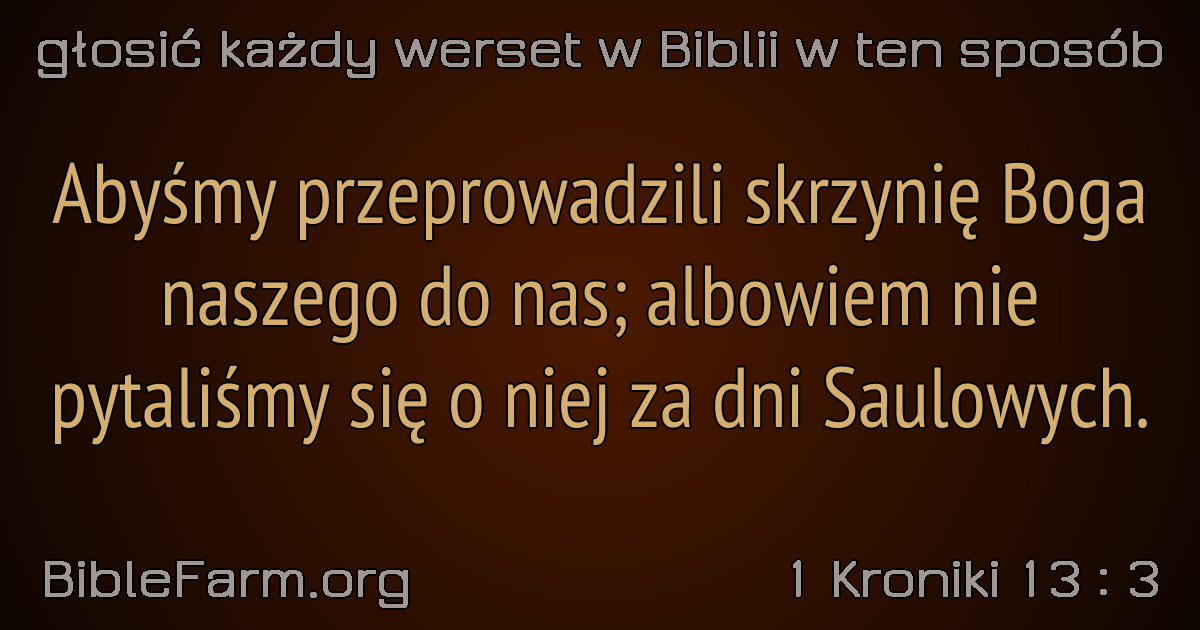 głosić każdy werset w Biblii w ten sposób
Abyśmy przeprowadzili skrzynię Boga
naszego do nas; albowiem nie
pytaliśmy się o niej za dni Saulowych.
BibleFarm.org
1 Kroniki 13 : 3